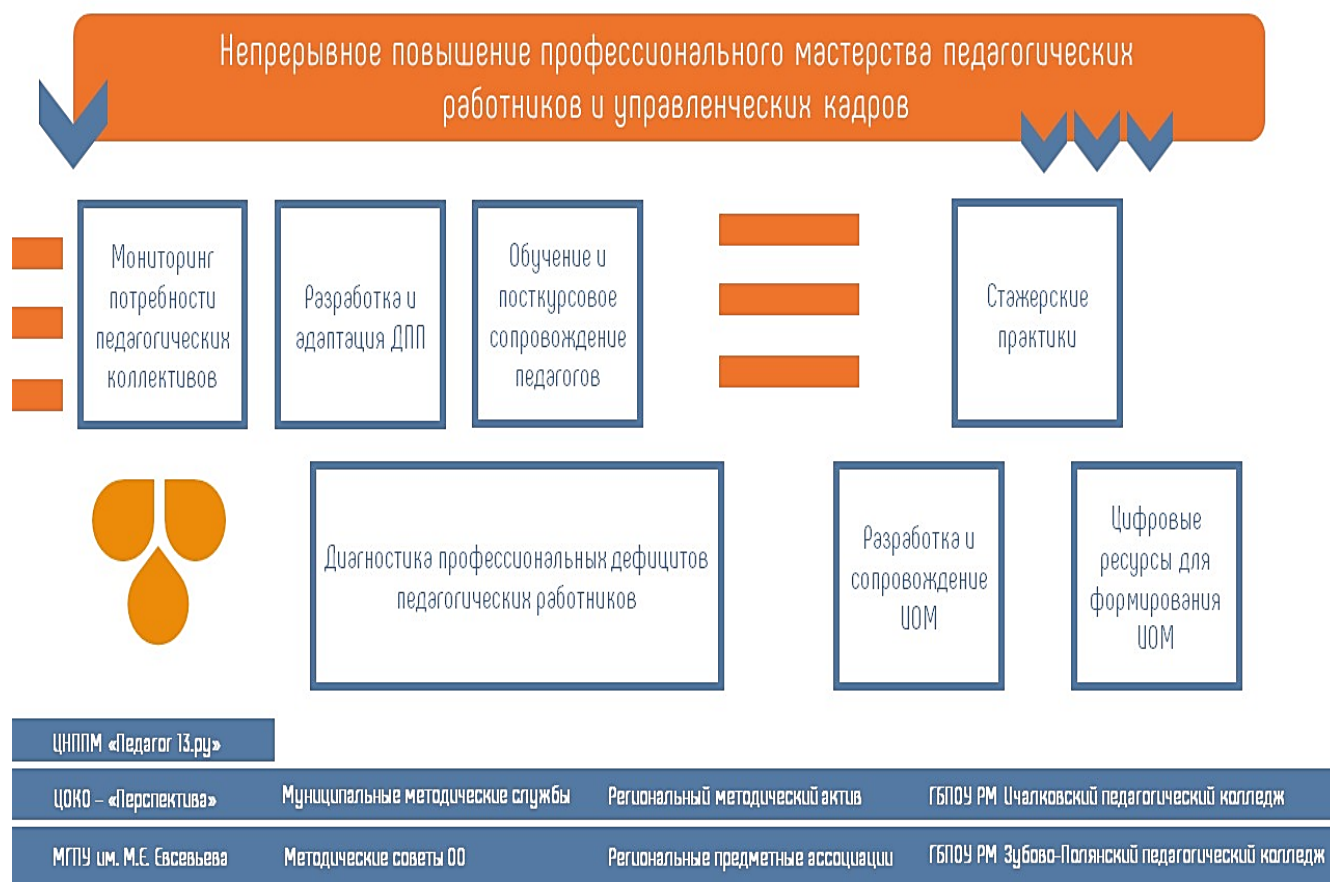 Непрерывное повышение профессионального мастерства педагогических
работников и управленческих кадров
Мониторинг
потребности
педагогических
коллективов
Разработка и
адаптация ДПП
Обучение и
посткурсовое
сопровождение
педагогов
Стажерские
практики
Диагностика профессиональных дефицитов
педагогических работников
Разработка и
сопровождение
ИОМ
Цифровые
ресурсы для
формирования
ИОМ
ЦНППМ «Педагог 13.ру»
ЦОКО – «Перспектива»
Муниципальные методические службы
Региональный методический актив
ГБПОУ РМ Ичалковский педагогический колледж
МГПУ им. М.Е. Евсевьева
Методические советы ОО
Региональные предметные ассоциации
ГБПОУ РМ Зубово-Полянский педагогический колледж